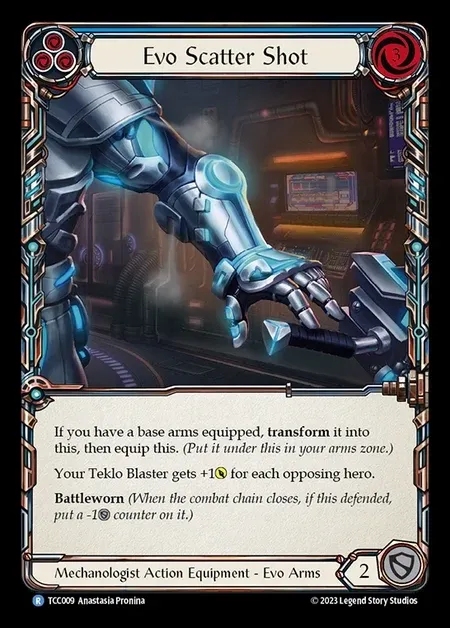 Evo Scatter Shot
3
If you have a base arms equipped, transform it into
this, then equip this. (Put it under this in your arms zone.)
Your Teklo Blaster gets +1 for each opposing hero.
Battleworn (When the combat chain closes, if this defended,
put a -1 counter on it.)
Mechanologist Action Equipment - Evo Arms
2
R TCC009 Anastasia Pronina
© 2023 Legend Story Studios